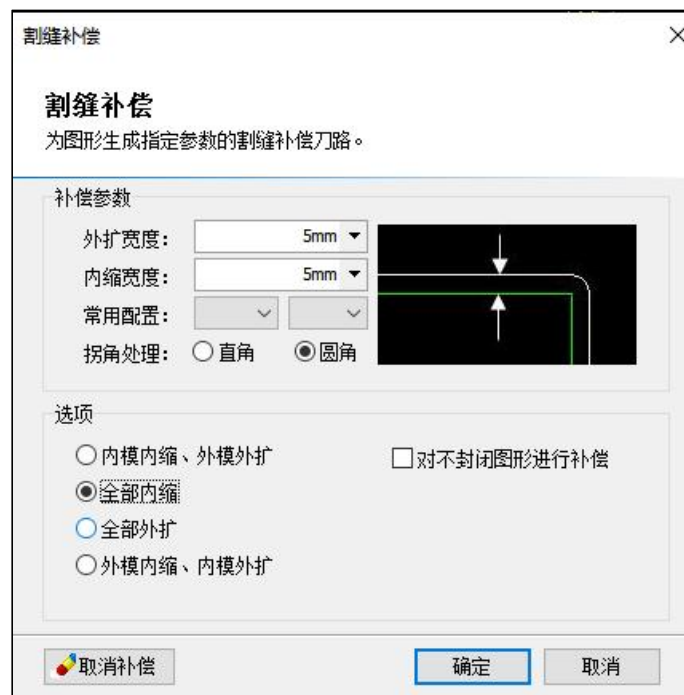 割缝补偿
割缝补偿
为图形生成指定参数的割缝补偿刀路。
补偿参数
外扩宽度： 5mm
内缩宽度： 5mm
常用配置：
拐角处理： 直角 圆角
选项
内模内缩、外模外扩 对不封闭图形进行补偿
全部内缩
全部外扩
外模内缩、内模外扩
取消补偿 确定 取消